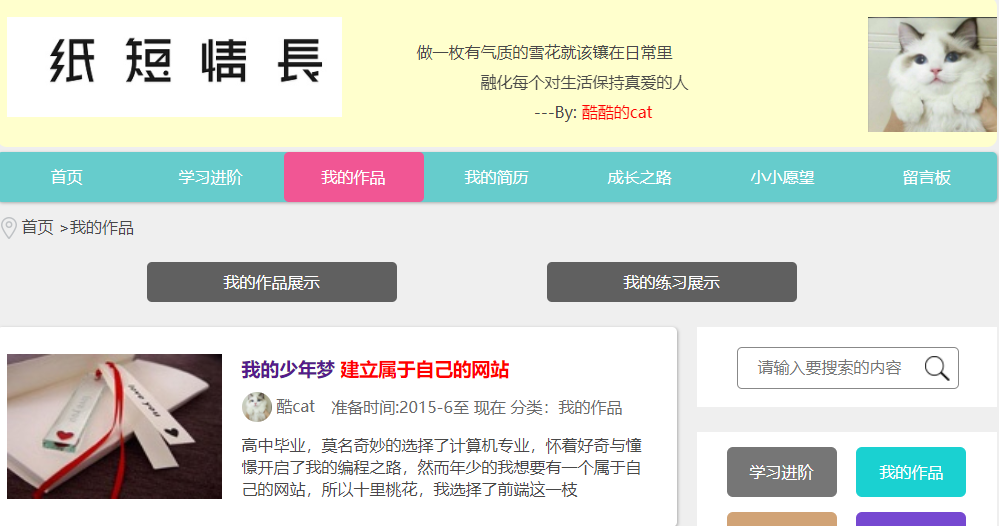 纸短情長
做一枚有气质的雪花就该镶在日常里
融化每个对生活保持真爱的人
---By: 酷酷的cat
首页 学习进阶 我的作品 我的简历 成长之路 小小愿望 留言板
首页 >我的作品
我的作品展示 我的练习展示
我的少年梦 建立属于自己的网站
酷cat 准备时间:2015-6至 现在 分类：我的作品
高中毕业，莫名奇妙的选择了计算机专业，怀着好奇与憧
憬开启了我的编程之路，然而年少的我想要有一个属于自
己的网站，所以十里桃花，我选择了前端这一枝
love you
请输入要搜索的内容
学习进阶 我的作品